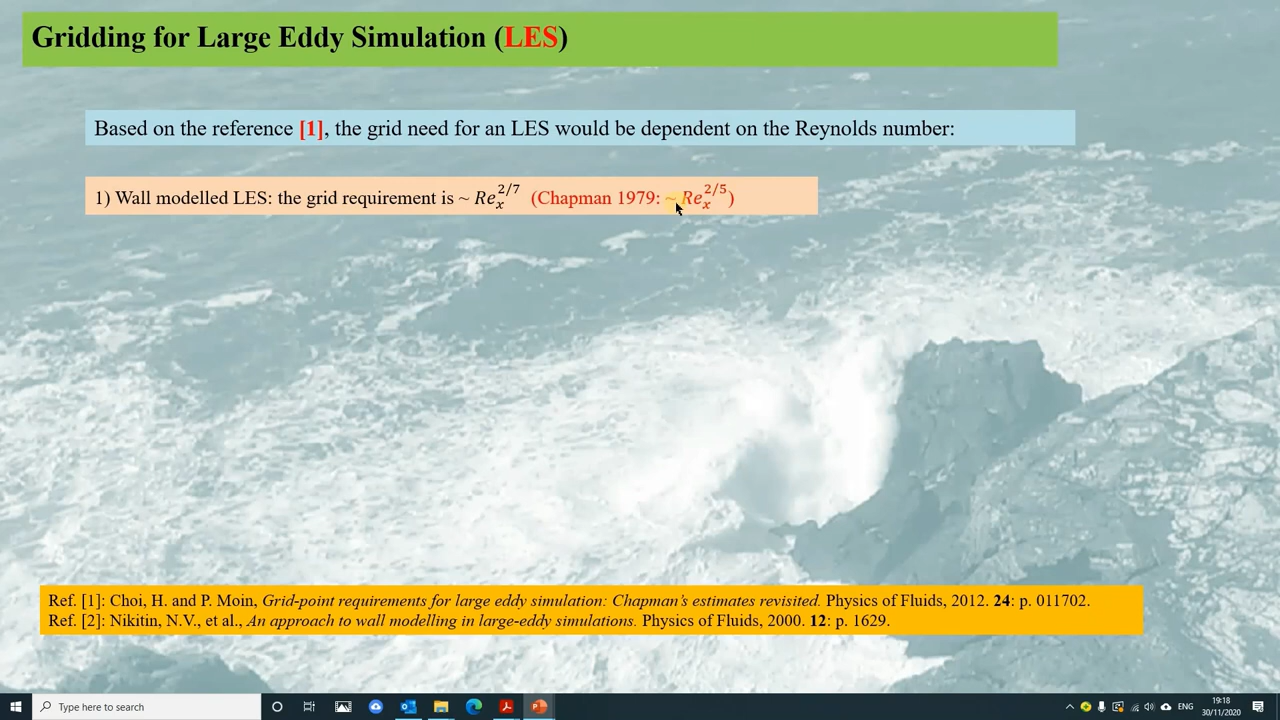 Gridding for Large Eddy Simulation (LES)
Based on the reference [1], the grid need for an LES would be dependent on the Reynolds number:
1) Wall modelled LES: the grid requirement is ~ Re_x^{2/7} (Chapman 1979: ~ Re_x^{2/5})
Ref. [1]: Choi, H. and P. Moin, Grid-point requirements for large eddy simulation: Chapman's estimates revisited. Physics of Fluids, 2012. 24: p. 011702.
Ref. [2]: Nikitin, N.V., et al., An approach to wall modelling in large-eddy simulations. Physics of Fluids, 2000. 12: p. 1629.
Type here to search
ENG
19:18
30/11/2020